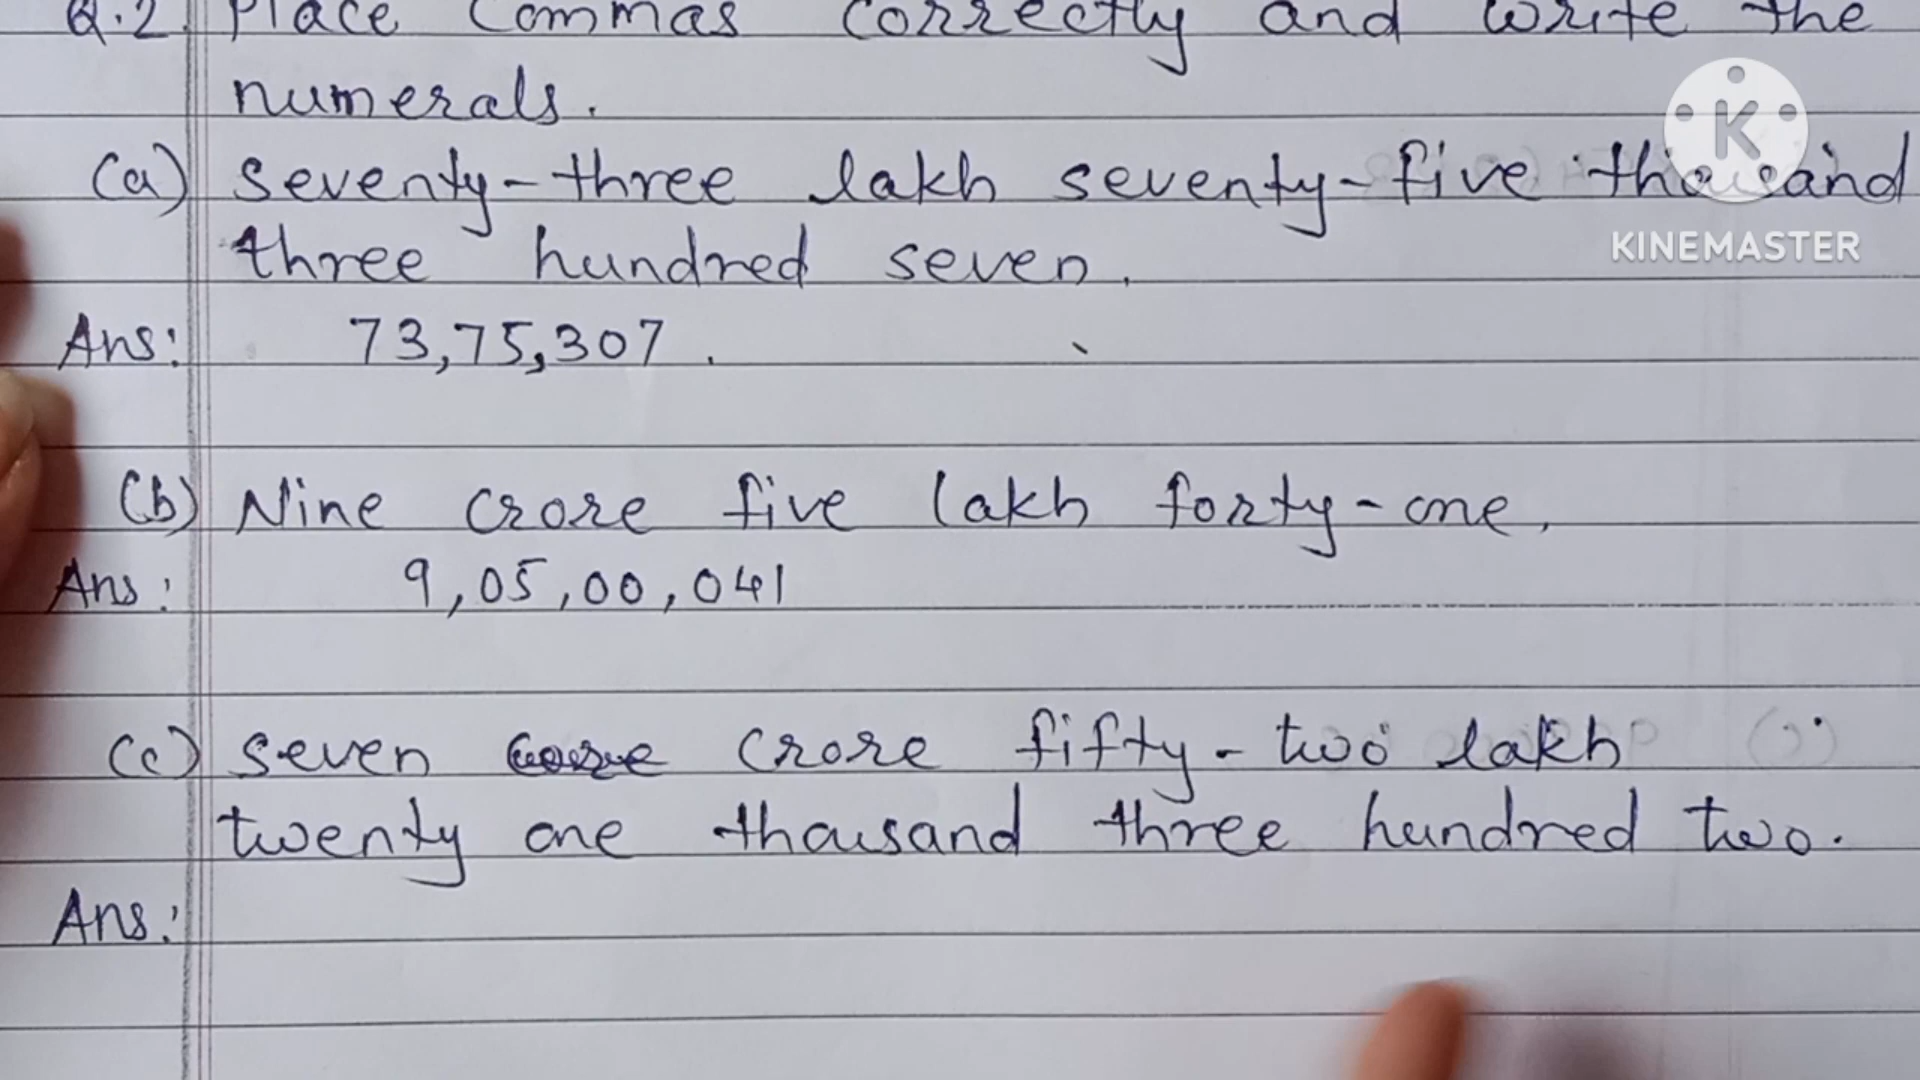 Q.2. Place Commas correctly and write the
numerals.
(a) Seventy-three lakh seventy-five thousand
three hundred seven.
Ans: 73,75,307.
(b) Nine crore five lakh forty-one.
Ans: 9,05,00,041
(c) seven crore fifty-two lakh
twenty one thousand three hundred two.
Ans:
K
KINEMASTER